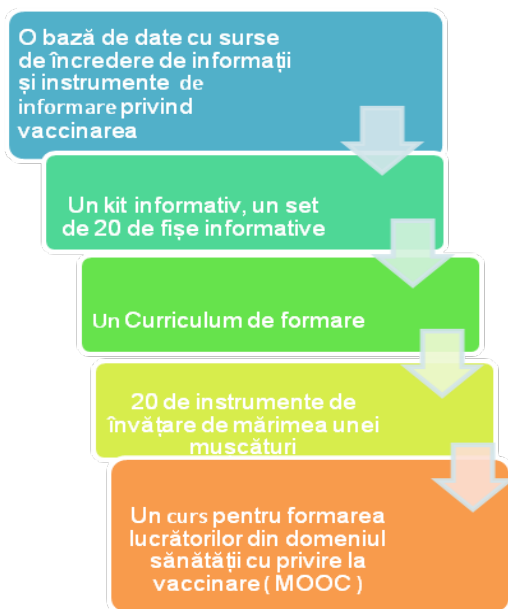 O bază de date cu surse
de încredere de informații
și instrumente de
informare privind
vaccinarea
Un kit informativ, un set
de 20 de fișe informative
Un Curriculum de formare
20 de instrumente de
învățare de mărimea unei
muscături
Un curs pentru formarea
lucrătorilor din domeniul
sănătății cu privire la
vaccinare ( MOOC )